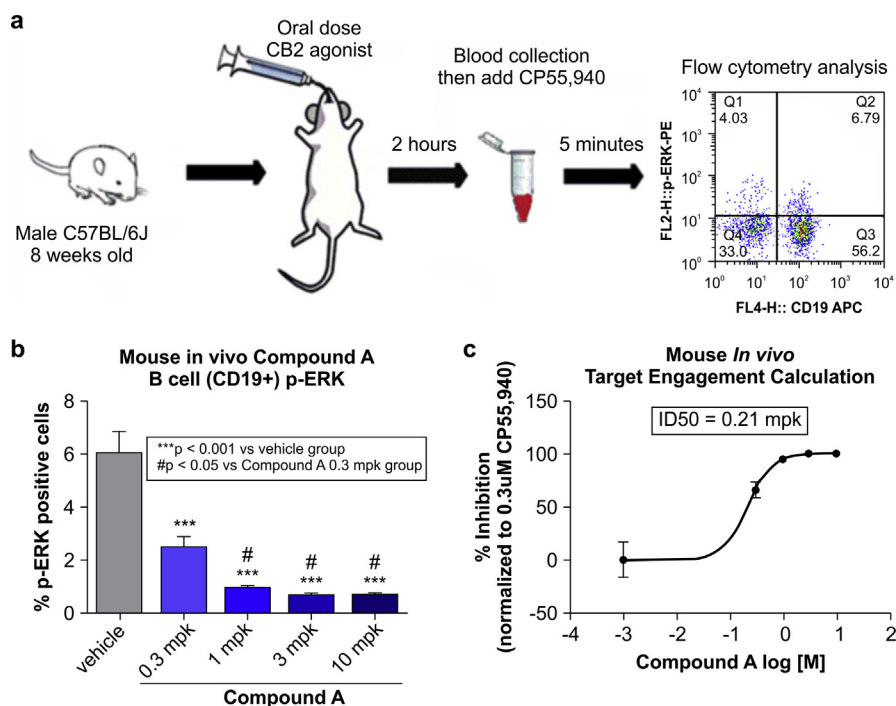 a
Oral dose
CB2 agonist
Blood collection
then add CP55,940
Flow cytometry analysis
2 hours
5 minutes
Male C57BL/6J
8 weeks old
FL2-H::p-ERK-PE
10⁴
10³
10²
10¹
10⁰
Q1
4.03
Q2
6.79
Q4
33.0
Q3
56.2
10⁰ 10¹ 10² 10³ 10⁴
FL4-H:: CD19 APC
b
Mouse in vivo Compound A
B cell (CD19+) p-ERK
% p-ERK positive cells
8
6
4
2
0
***p < 0.001 vs vehicle group
#p < 0.05 vs Compound A 0.3 mpk group
***
#
***
#
***
#
***
vehicle
0.3 mpk
1 mpk
3 mpk
10 mpk
Compound A
c
Mouse In vivo
Target Engagement Calculation
% Inhibition
(normalized to 0.3uM CP55,940)
150
100
50
0
-50
ID50 = 0.21 mpk
-4 -3 -2 -1 0 1 2
Compound A log [M]